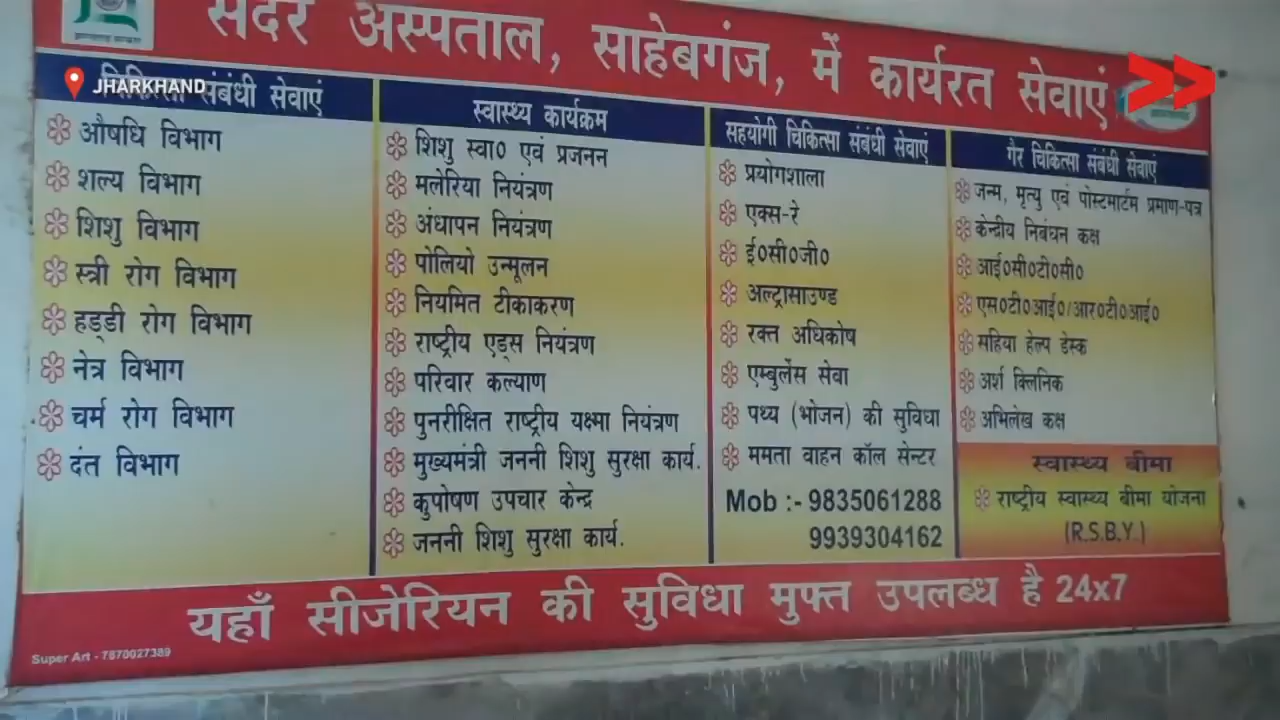 सदर अस्पताल, साहेबगंज, में कार्यरत सेवाएं
JHARKHAND
चिकित्सा संबंधी सेवाएं
औषधि विभाग
शल्य विभाग
शिशु विभाग
स्त्री रोग विभाग
हड्डी रोग विभाग
नेत्र विभाग
चर्म रोग विभाग
दंत विभाग
स्वास्थ्य कार्यक्रम
शिशु स्वा० एवं प्रजनन
मलेरिया नियंत्रण
अंधापन नियंत्रण
पोलियो उन्मूलन
नियमित टीकाकरण
राष्ट्रीय एड्स नियंत्रण
परिवार कल्याण
पुनरीक्षित राष्ट्रीय यक्ष्मा नियंत्रण
मुख्यमंत्री जननी शिशु सुरक्षा कार्य.
कुपोषण उपचार केन्द्र
जननी शिशु सुरक्षा कार्य.
सहयोगी चिकित्सा संबंधी सेवाएं
प्रयोगशाला
एक्स-रे
ई०सी०जी०
अल्ट्रासाउण्ड
रक्त अधिकोष
एम्बुलेंस सेवा
पथ्य (भोजन) की सुविधा
ममता वाहन कॉल सेन्टर
Mob :- 9835061288
9939304162
गैर चिकित्सा संबंधी सेवाएं
जन्म, मृत्यु एवं पोस्टमार्टम प्रमाण-पत्र
केन्द्रीय निबंधन कक्ष
आई०सी०टी०सी०
एस०टी०आई०/आर०टी०आई०
महिया हेल्प डेस्क
अर्श क्लिनिक
अभिलेख कक्ष
स्वास्थ्य बीमा
राष्ट्रीय स्वास्थ्य बीमा योजना
(R.S.B.Y.)
यहाँ सीजेरियन की सुविधा मुफ्त उपलब्ध है 24x7
Super Art - 7870027389